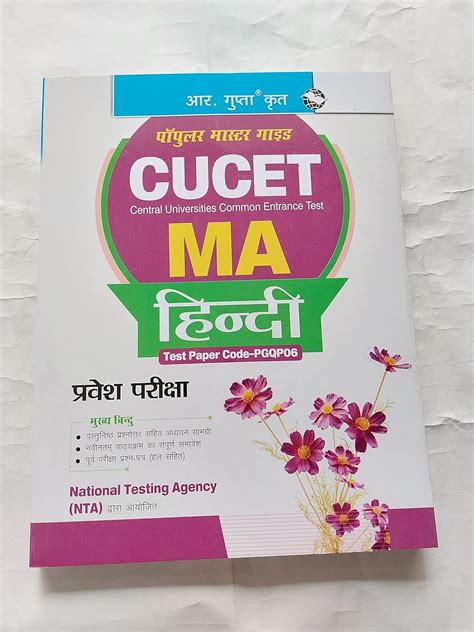 आर. गुप्ता® कृत
पॉपुलर मास्टर गाइड
CUCET
Central Universities Common Entrance Test
MA
हिन्दी
Test Paper Code-PGQP06
प्रवेश परीक्षा
मुख्य बिन्दु
• वस्तुनिष्ठ प्रश्नोत्तर सहित अध्ययन सामग्री
• नवीनतम् पाठ्यक्रम का संपूर्ण समावेश
• पूर्व परीक्षा प्रश्न-पत्र (हल सहित)
National Testing Agency
(NTA) द्वारा आयोजित